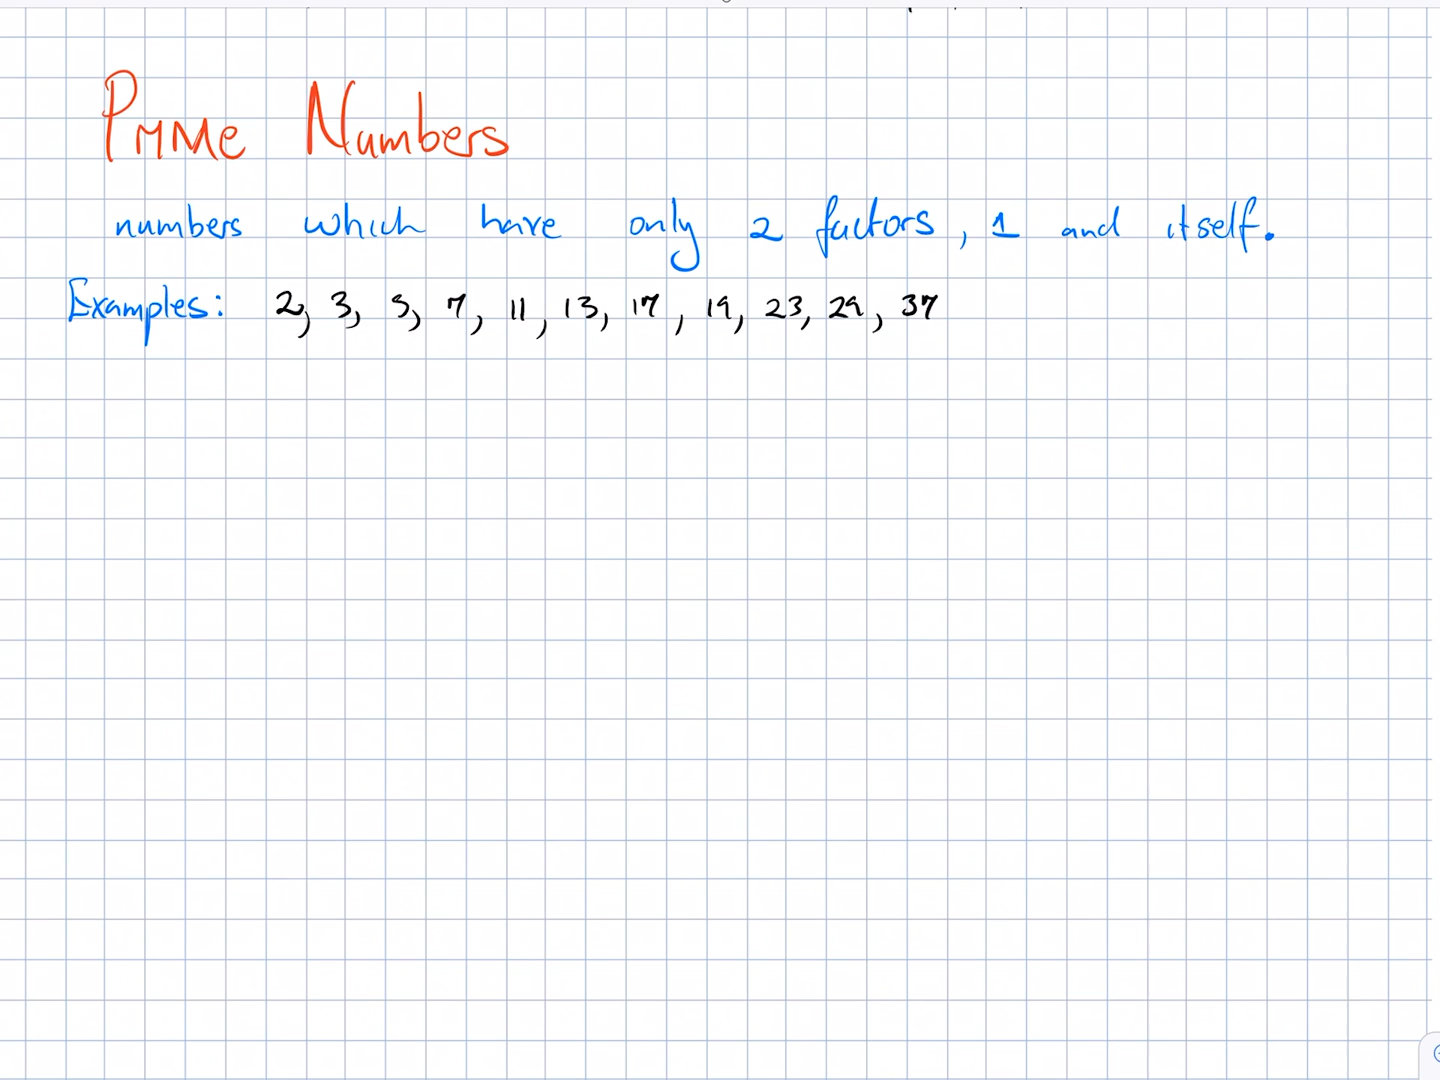 Prime Numbers
numbers which have only 2 factors, 1 and itself.
Examples: 2, 3, 5, 7, 11, 13, 17, 19, 23, 29, 37